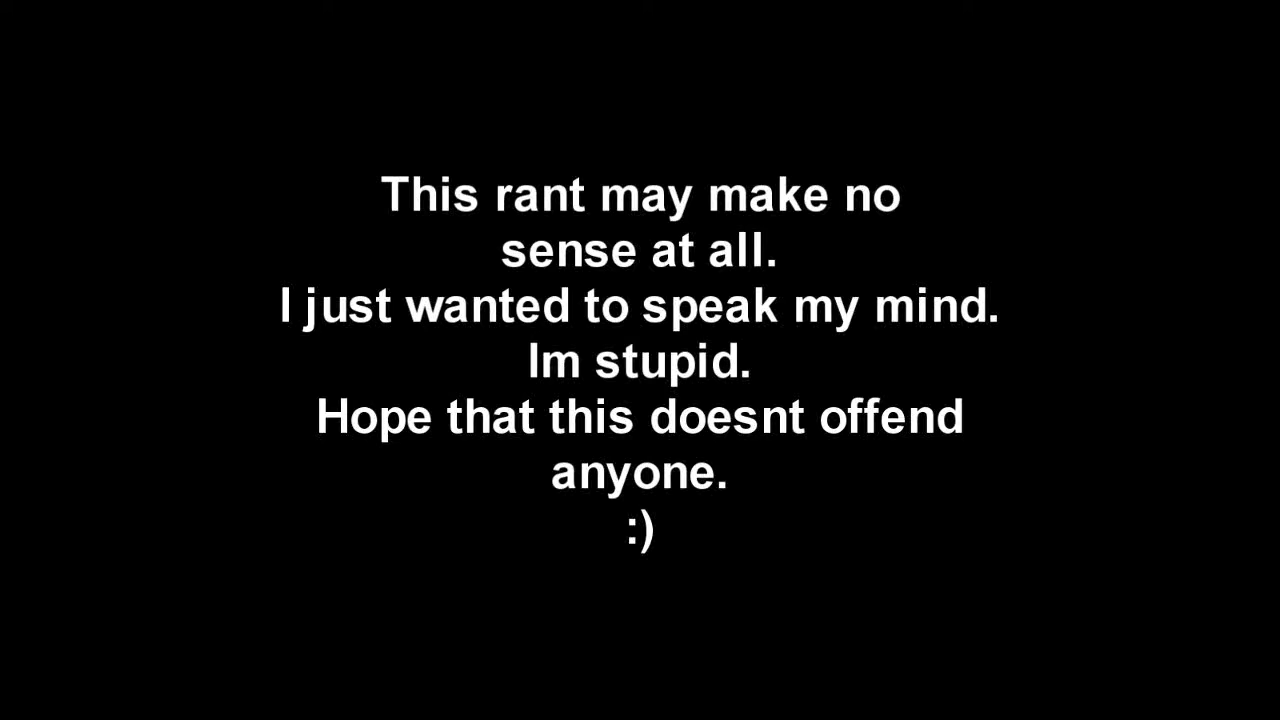 This rant may make no
sense at all.
I just wanted to speak my mind.
Im stupid.
Hope that this doesnt offend
anyone.
:)